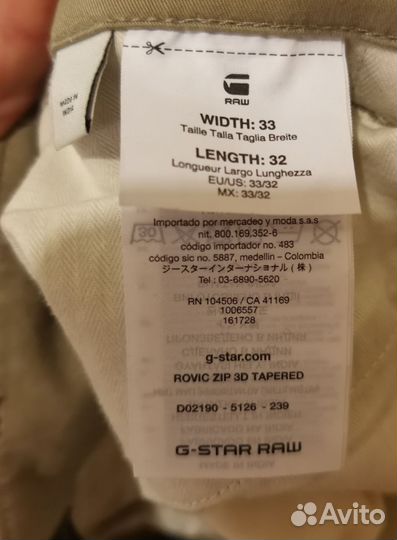 RAW
WIDTH: 33
Taille Talla Taglia Breite
LENGTH: 32
Longueur Largo Lunghezza
EU/US: 33/32
MX: 33/32
30
Importado por mercadeo y moda s.a.s
nit. 800.169.352-6
código importador no. 483
código sic no. 5887, medellin – Colombia
ジースターインターナショナル(株)
Tel : 03-6890-5620
RN 104506 / CA 41169
1006557
161728
g-star.com
ROVIC ZIP 3D TAPERED
D02190 - 5126 - 239
G-STAR RAW
MADE IN INDIA
Avito